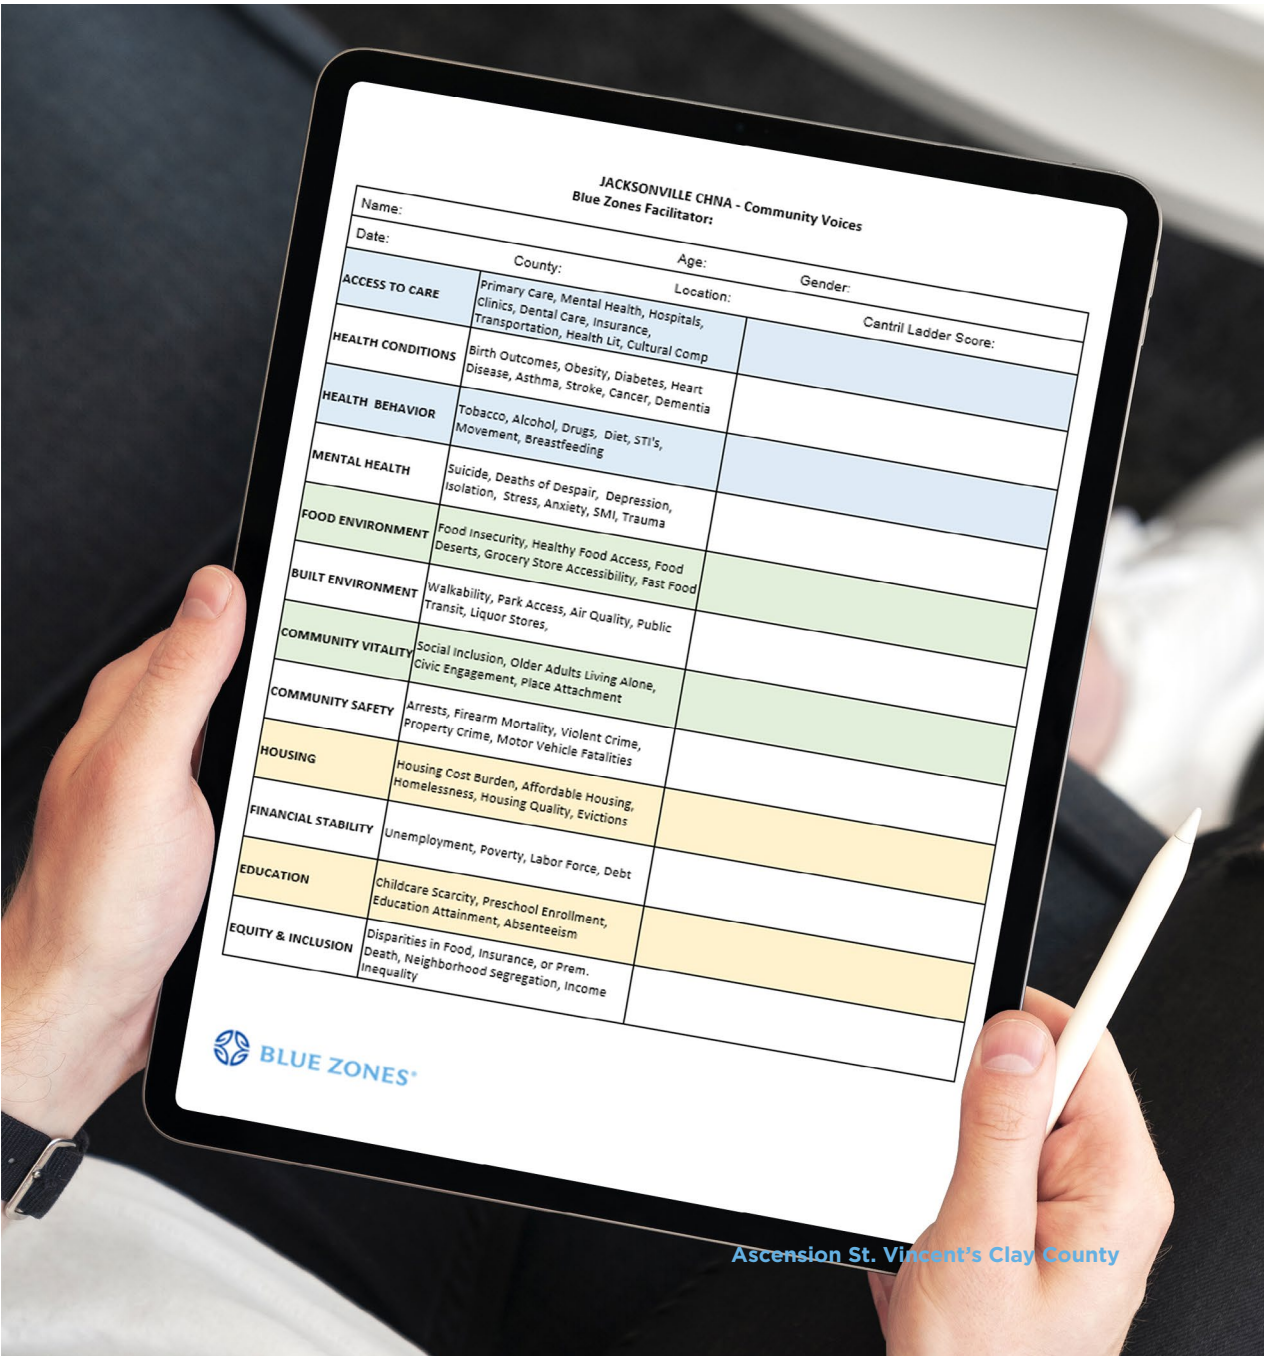 JACKSONVILLE CHNA - Community Voices
Blue Zones Facilitator:
Name: Age: Gender:
Date: County: Location: Cantril Ladder Score:
ACCESS TO CARE
Primary Care, Mental Health, Hospitals,
Clinics, Dental Care, Insurance,
Transportation, Health Lit, Cultural Comp
HEALTH CONDITIONS
Birth Outcomes, Obesity, Diabetes, Heart
Disease, Asthma, Stroke, Cancer, Dementia
HEALTH BEHAVIOR
Tobacco, Alcohol, Drugs, Diet, STI's,
Movement, Breastfeeding
MENTAL HEALTH
Suicide, Deaths of Despair, Depression,
Isolation, Stress, Anxiety, SMI, Trauma
FOOD ENVIRONMENT
Food Insecurity, Healthy Food Access, Food
Deserts, Grocery Store Accessibility, Fast Food
BUILT ENVIRONMENT
Walkability, Park Access, Air Quality, Public
Transit, Liquor Stores,
COMMUNITY VITALITY
Social Inclusion, Older Adults Living Alone,
Civic Engagement, Place Attachment
COMMUNITY SAFETY
Arrests, Firearm Mortality, Violent Crime,
Property Crime, Motor Vehicle Fatalities
HOUSING
Housing Cost Burden, Affordable Housing,
Homelessness, Housing Quality, Evictions
FINANCIAL STABILITY
Unemployment, Poverty, Labor Force, Debt
EDUCATION
Childcare Scarcity, Preschool Enrollment,
Education Attainment, Absenteeism
EQUITY & INCLUSION
Disparities in Food, Insurance, or Prem.
Death, Neighborhood Segregation, Income
Inequality
BLUE ZONES®
Ascension St. Vincent's Clay County